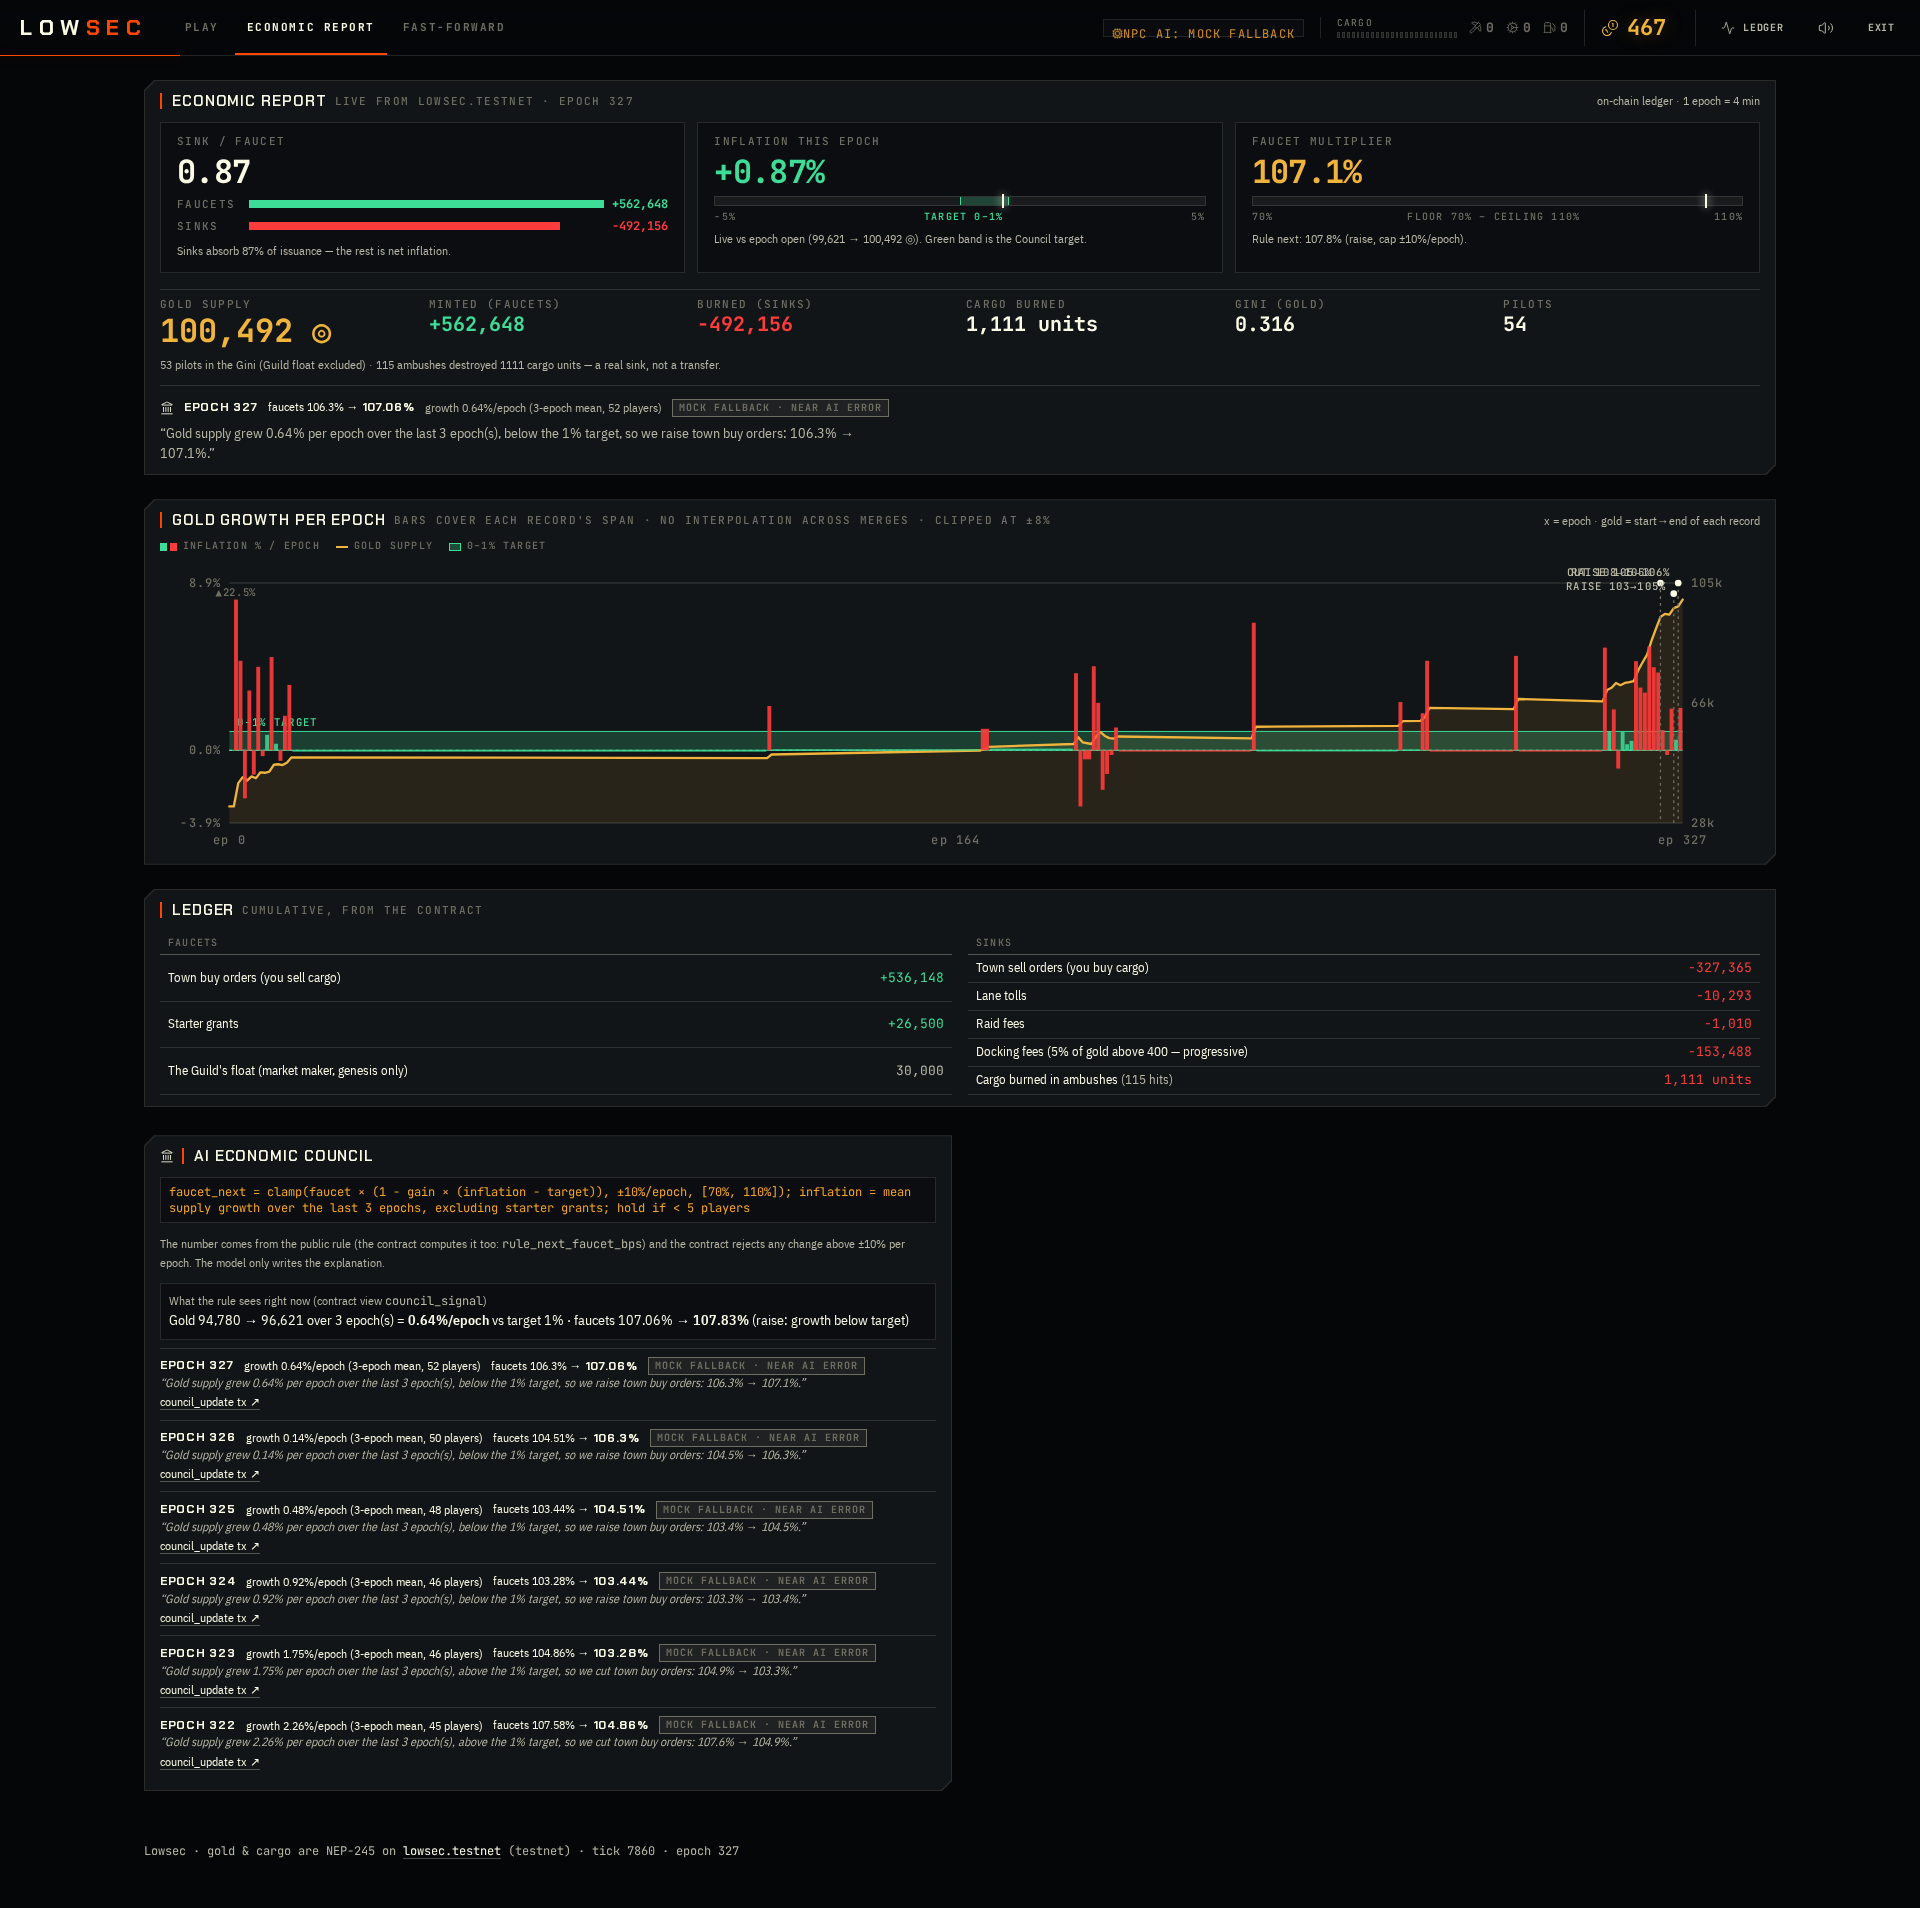 LOWSEC PLAY ECONOMIC REPORT FAST-FORWARD NPC AI: MOCK FALLBACK CARGO 0 0 0 467 LEDGER EXIT
ECONOMIC REPORT LIVE FROM LOWSEC.TESTNET · EPOCH 327 on-chain ledger · 1 epoch = 4 min
SINK / FAUCET
0.87
FAUCETS +562,648
SINKS -492,156
Sinks absorb 87% of issuance — the rest is net inflation.
INFLATION THIS EPOCH
+0.87%
-5% TARGET 0-1% 5%
Live vs epoch open (99,621 → 100,492 ◎). Green band is the Council target.
FAUCET MULTIPLIER
107.1%
70% FLOOR 70% – CEILING 110% 110%
Rule next: 107.8% (raise, cap ±10%/epoch).
GOLD SUPPLY
100,492 ◎
MINTED (FAUCETS)
+562,648
BURNED (SINKS)
-492,156
CARGO BURNED
1,111 units
GINI (GOLD)
0.316
PILOTS
54
53 pilots in the Gini (Guild float excluded) · 115 ambushes destroyed 1111 cargo units — a real sink, not a transfer.
EPOCH 327 faucets 106.3% → 107.06% growth 0.64%/epoch (3-epoch mean, 52 players) MOCK FALLBACK · NEAR AI ERROR
“Gold supply grew 0.64% per epoch over the last 3 epoch(s), below the 1% target, so we raise town buy orders: 106.3% →
107.1%.”
GOLD GROWTH PER EPOCH BARS COVER EACH RECORD'S SPAN · NO INTERPOLATION ACROSS MERGES · CLIPPED AT ±8% x = epoch · gold = start→end of each record
INFLATION % / EPOCH GOLD SUPPLY 0-1% TARGET
8.9% 105k
▲22.5%
RAISE 103→105%
66k
0-1% TARGET
0.0%
-3.9% 28k
ep 0 ep 164 ep 327
LEDGER CUMULATIVE, FROM THE CONTRACT
FAUCETS
Town buy orders (you sell cargo) +536,148
Starter grants +26,500
The Guild's float (market maker, genesis only) 30,000
SINKS
Town sell orders (you buy cargo) -327,365
Lane tolls -10,293
Raid fees -1,010
Docking fees (5% of gold above 400 — progressive) -153,488
Cargo burned in ambushes (115 hits) 1,111 units
AI ECONOMIC COUNCIL
faucet_next = clamp(faucet × (1 - gain × (inflation - target)), ±10%/epoch, [70%, 110%]); inflation = mean
supply growth over the last 3 epochs, excluding starter grants; hold if < 5 players
The number comes from the public rule (the contract computes it too: rule_next_faucet_bps) and the contract rejects any change above ±10% per
epoch. The model only writes the explanation.
What the rule sees right now (contract view council_signal)
Gold 94,780 → 96,621 over 3 epoch(s) = 0.64%/epoch vs target 1% · faucets 107.06% → 107.83% (raise: growth below target)
EPOCH 327 growth 0.64%/epoch (3-epoch mean, 52 players) faucets 106.3% → 107.06% MOCK FALLBACK · NEAR AI ERROR
“Gold supply grew 0.64% per epoch over the last 3 epoch(s), below the 1% target, so we raise town buy orders: 106.3% → 107.1%.”
council_update tx ↗
EPOCH 326 growth 0.14%/epoch (3-epoch mean, 50 players) faucets 104.51% → 106.3% MOCK FALLBACK · NEAR AI ERROR
“Gold supply grew 0.14% per epoch over the last 3 epoch(s), below the 1% target, so we raise town buy orders: 104.5% → 106.3%.”
council_update tx ↗
EPOCH 325 growth 0.48%/epoch (3-epoch mean, 48 players) faucets 103.44% → 104.51% MOCK FALLBACK · NEAR AI ERROR
“Gold supply grew 0.48% per epoch over the last 3 epoch(s), below the 1% target, so we raise town buy orders: 103.4% → 104.5%.”
council_update tx ↗
EPOCH 324 growth 0.92%/epoch (3-epoch mean, 46 players) faucets 103.28% → 103.44% MOCK FALLBACK · NEAR AI ERROR
“Gold supply grew 0.92% per epoch over the last 3 epoch(s), below the 1% target, so we raise town buy orders: 103.3% → 103.4%.”
council_update tx ↗
EPOCH 323 growth 1.75%/epoch (3-epoch mean, 46 players) faucets 104.86% → 103.28% MOCK FALLBACK · NEAR AI ERROR
“Gold supply grew 1.75% per epoch over the last 3 epoch(s), above the 1% target, so we cut town buy orders: 104.9% → 103.3%.”
council_update tx ↗
EPOCH 322 growth 2.26%/epoch (3-epoch mean, 45 players) faucets 107.58% → 104.86% MOCK FALLBACK · NEAR AI ERROR
“Gold supply grew 2.26% per epoch over the last 3 epoch(s), above the 1% target, so we cut town buy orders: 107.6% → 104.9%.”
council_update tx ↗
Lowsec · gold & cargo are NEP-245 on lowsec.testnet (testnet) · tick 7860 · epoch 327